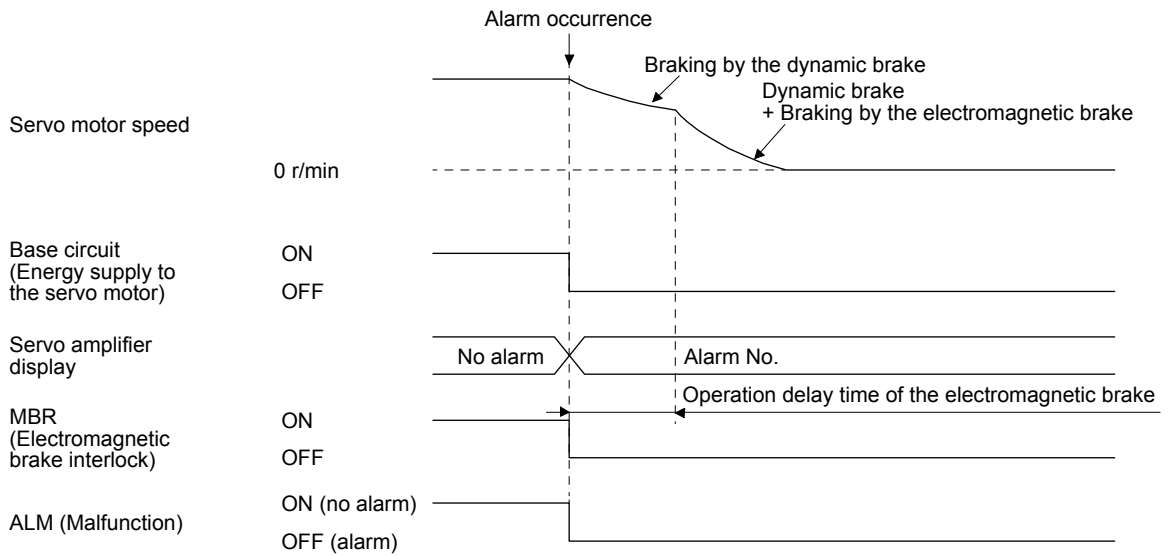 Alarm occurrence
Braking by the dynamic brake
Dynamic brake
+ Braking by the electromagnetic brake
Servo motor speed
0 r/min
Base circuit
(Energy supply to
the servo motor)
ON
OFF
Servo amplifier
display
No alarm
Alarm No.
Operation delay time of the electromagnetic brake
MBR
(Electromagnetic
brake interlock)
ON
OFF
ALM (Malfunction)
ON (no alarm)
OFF (alarm)